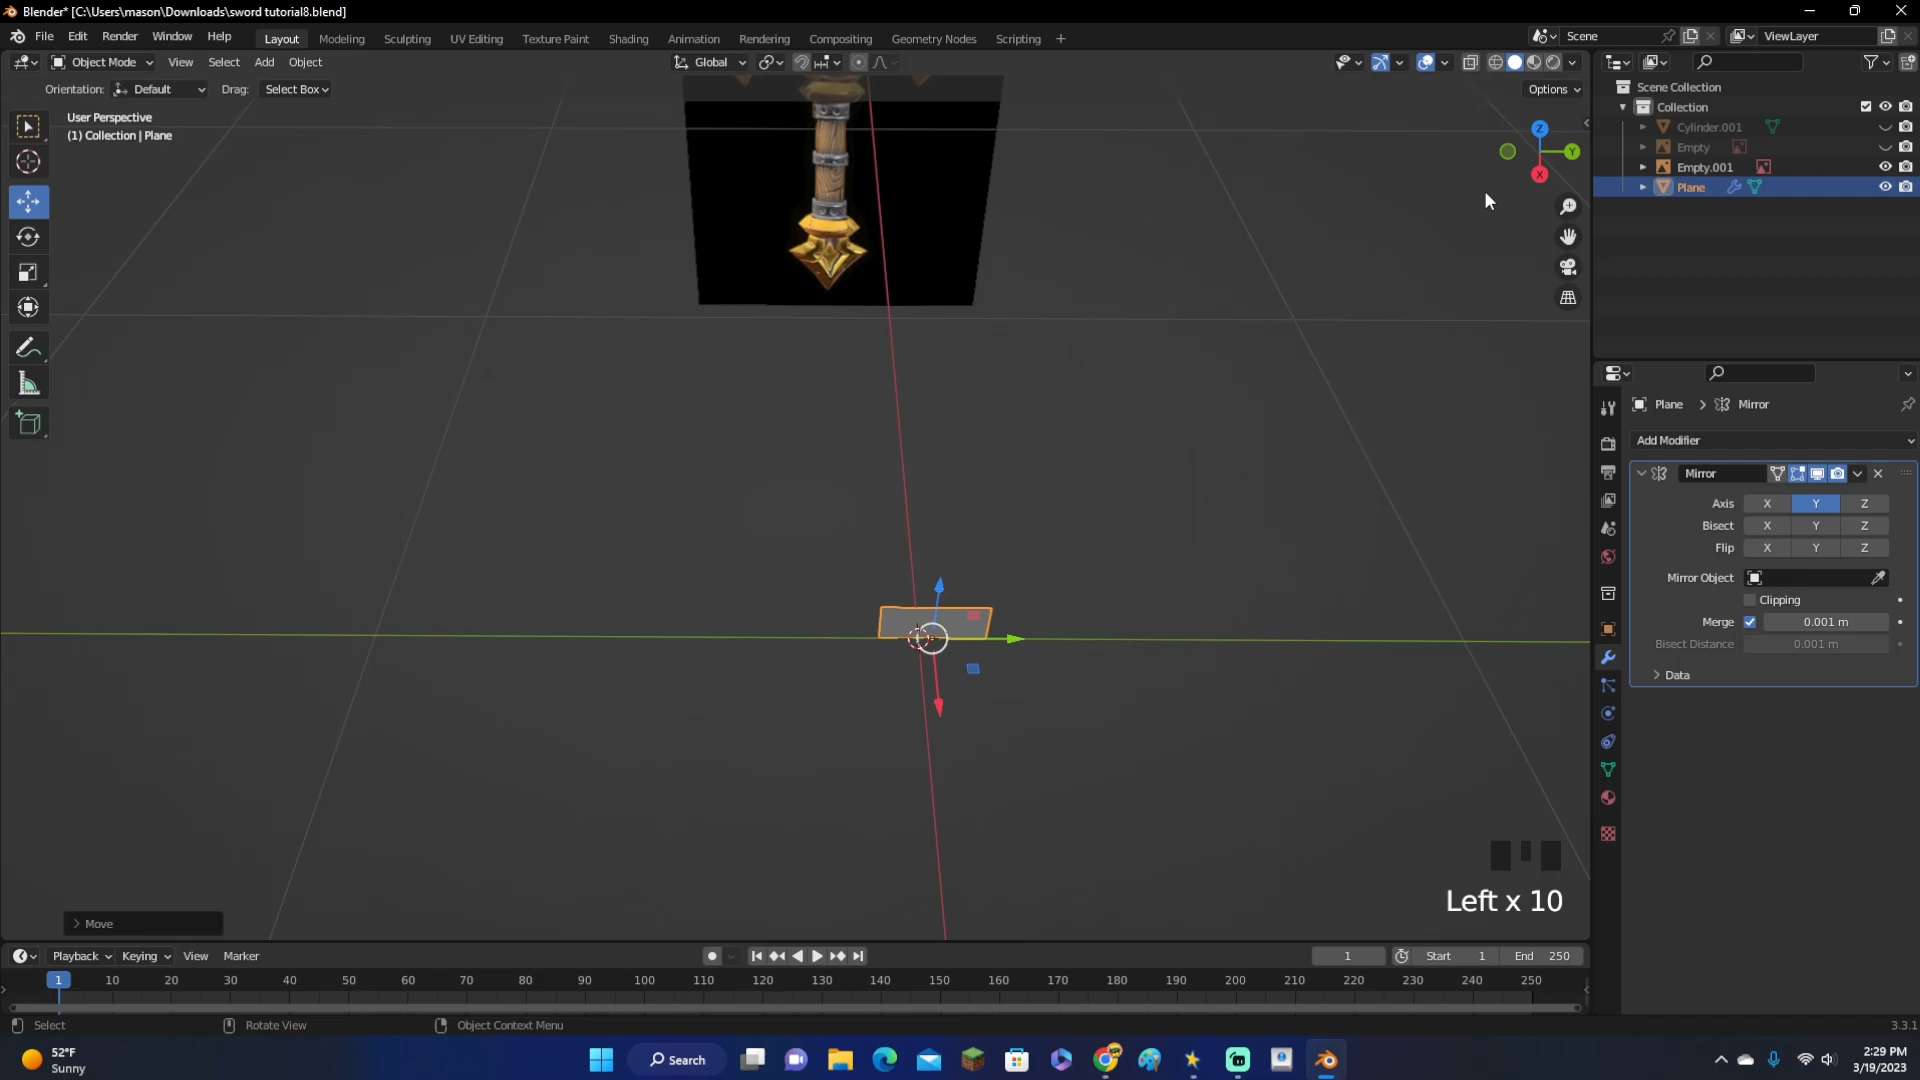 Blender* [C:\Users\mason\Downloads\sword tutorial8.blend]
File Edit Render Window Help Layout Modeling Sculpting UV Editing Texture Paint Shading Animation Rendering Compositing Geometry Nodes Scripting + Scene ViewLayer
Object Mode View Select Add Object Global
Orientation: Default Drag: Select Box Options
User Perspective
(1) Collection | Plane
Z
Y
X
Scene Collection
Collection
Cylinder.001
Empty
Empty.001
Plane
Plane > Mirror
Add Modifier
Mirror
Axis X Y Z
Bisect X Y Z
Flip X Y Z
Mirror Object
Clipping
Merge 0.001 m
Bisect Distance 0.001 m
Data
Left x 10
Move
Playback Keying View Marker 1 Start 1 End 250
1 10 20 30 40 50 60 70 80 90 100 110 120 130 140 150 160 170 180 190 200 210 220 230 240 250
Select Rotate View Object Context Menu 3.3.1
52°F
Sunny
Search
2:29 PM
3/19/2023